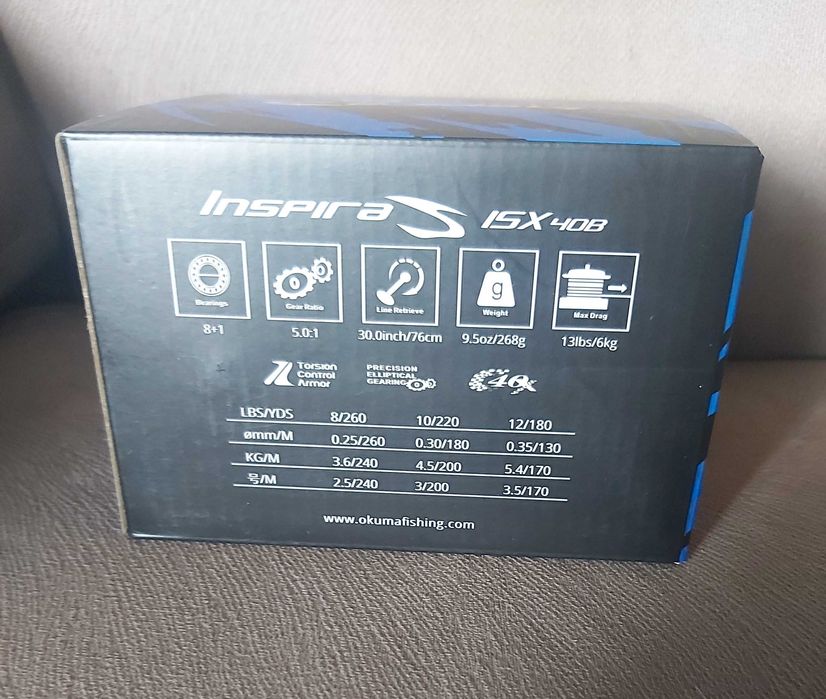 Inspira S ISX 40B
Bearings Gear Ratio Line Retrieve g Weight Max Drag
8+1 5.0:1 30.0inch/76cm 9.5oz/268g 13lbs/6kg
Torsion Control Armor
PRECISION ELLIPTICAL GEARING
40X
LBS/YDS 8/260 10/220 12/180
ømm/M 0.25/260 0.30/180 0.35/130
KG/M 3.6/240 4.5/200 5.4/170
号/M 2.5/240 3/200 3.5/170
www.okumafishing.com